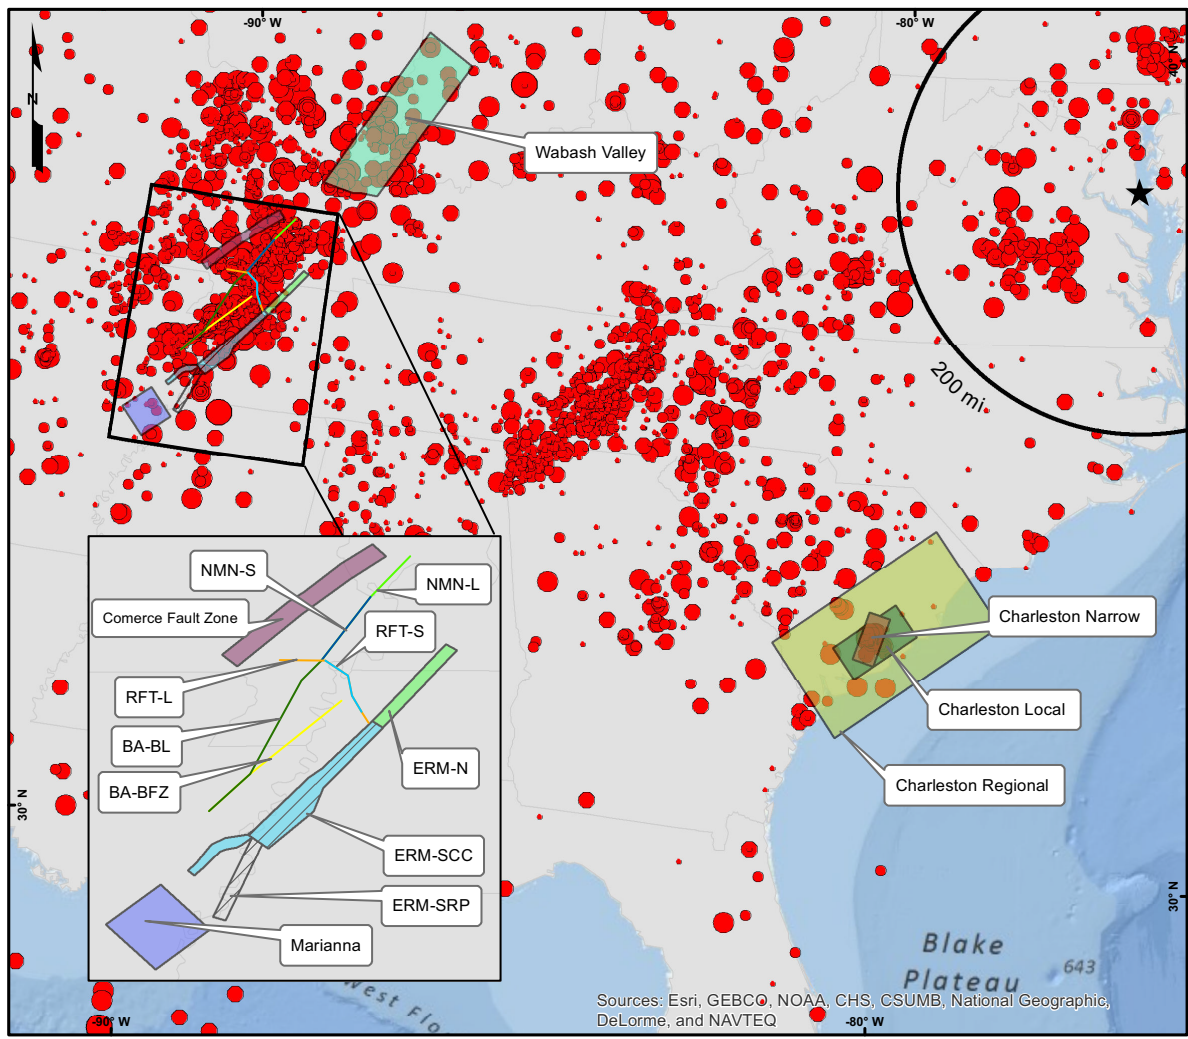 -90° W
-80° W
40° N
N
Wabash Valley
200 mi.
NMN-S
NMN-L
Comerce Fault Zone
RFT-S
RFT-L
BA-BL
BA-BFZ
ERM-N
ERM-SCC
ERM-SRP
Marianna
Charleston Narrow
Charleston Local
Charleston Regional
30° N
30° N
Blake
Plateau
643
West Flo
Sources: Esri, GEBCO, NOAA, CHS, CSUMB, National Geographic,
DeLorme, and NAVTEQ
-90° W
-80° W